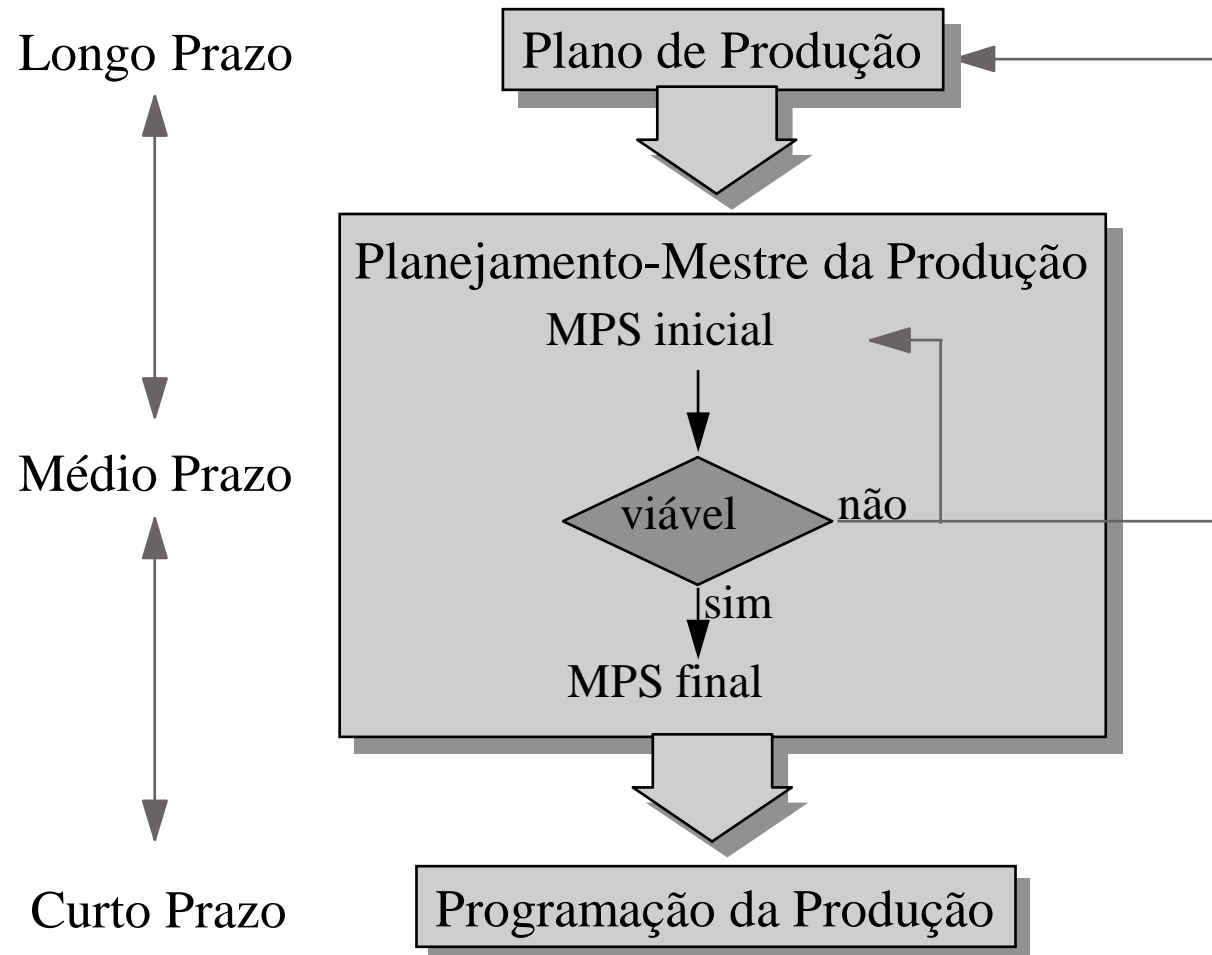 Longo Prazo
Plano de Produção
Planejamento-Mestre da Produção
MPS inicial
Médio Prazo
viável
não
sim
MPS final
Curto Prazo
Programação da Produção